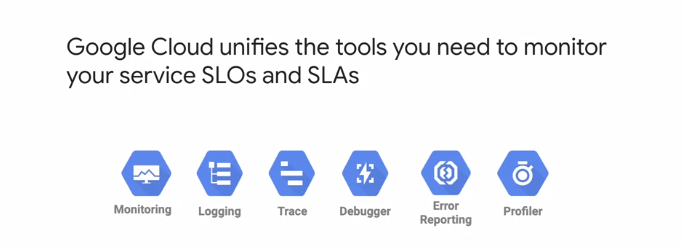 Google Cloud unifies the tools you need to monitor
your service SLOs and SLAs
Monitoring
Logging
Trace
Debugger
Error
Reporting
Profiler